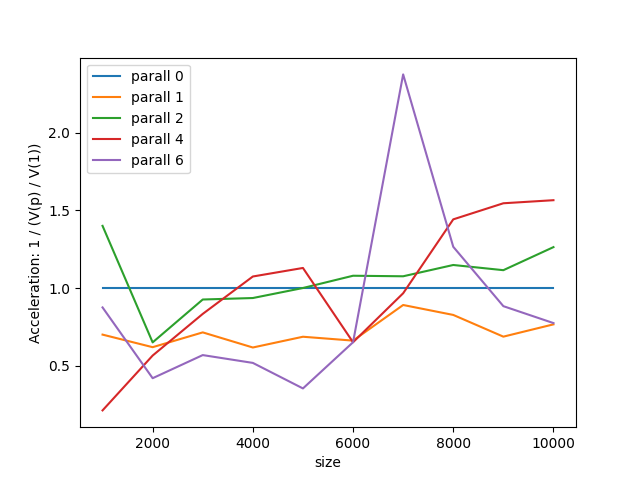 parall 0
parall 1
parall 2
parall 4
parall 6
Acceleration: 1 / (V(p) / V(1))
2.0
1.5
1.0
0.5
2000 4000 6000 8000 10000
size